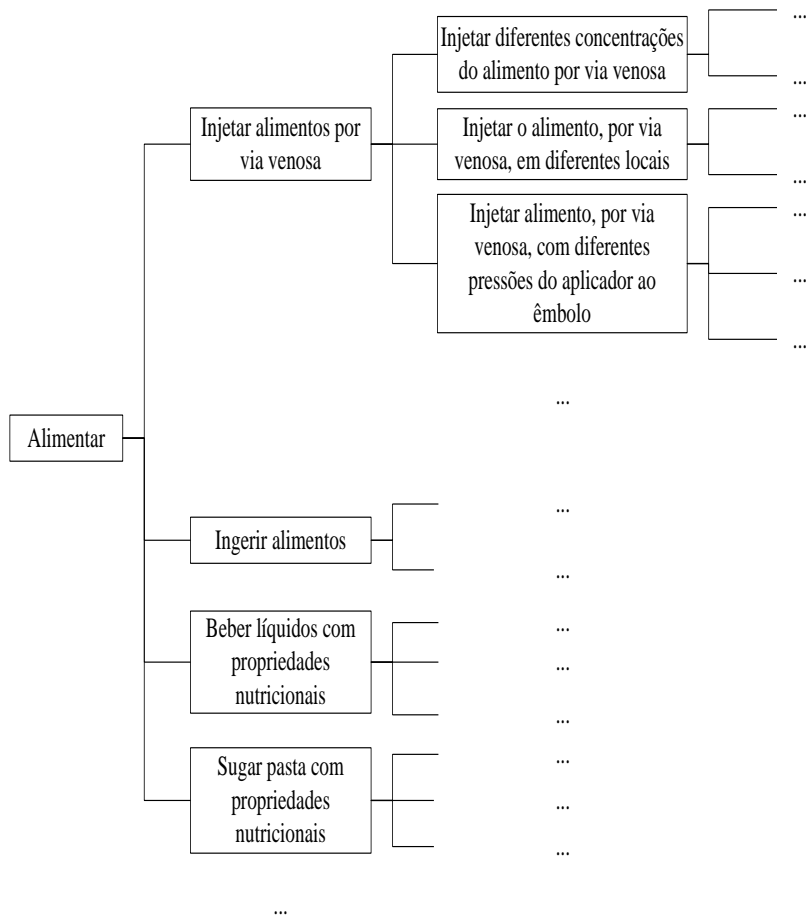 Injetar diferentes concentrações
do alimento por via venosa
...
...
Injetar alimentos por
via venosa
Injetar o alimento, por via
venosa, em diferentes locais
...
...
Injetar alimento, por via
venosa, com diferentes
pressões do aplicador ao
êmbolo
...
...
...
...
Alimentar
Ingerir alimentos
...
...
Beber líquidos com
propriedades
nutricionais
...
...
...
Sugar pasta com
propriedades
nutricionais
...
...
...
...